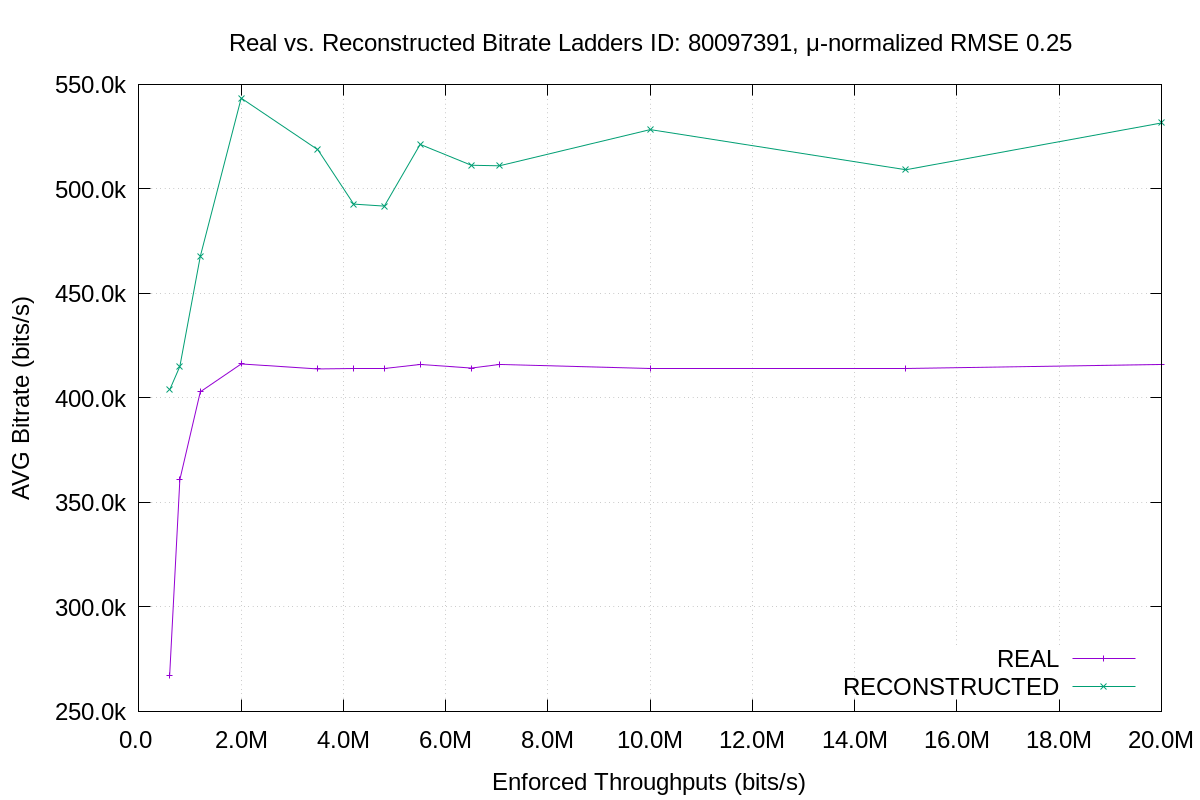 Real vs. Reconstructed Bitrate Ladders ID: 80097391, μ-normalized RMSE 0.25
550.0k
500.0k
450.0k
400.0k
350.0k
300.0k
250.0k
AVG Bitrate (bits/s)
REAL
RECONSTRUCTED
0.0 2.0M 4.0M 6.0M 8.0M 10.0M 12.0M 14.0M 16.0M 18.0M 20.0M
Enforced Throughputs (bits/s)